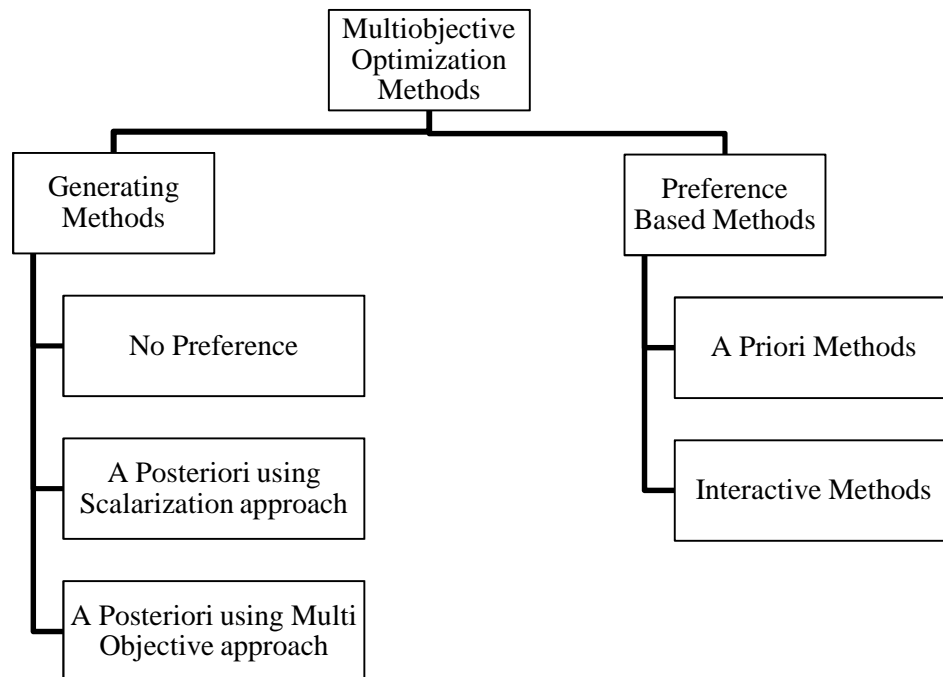 Multiobjective
Optimization
Methods
Generating
Methods
No Preference
A Posteriori using
Scalarization approach
A Posteriori using Multi
Objective approach
Preference
Based Methods
A Priori Methods
Interactive Methods